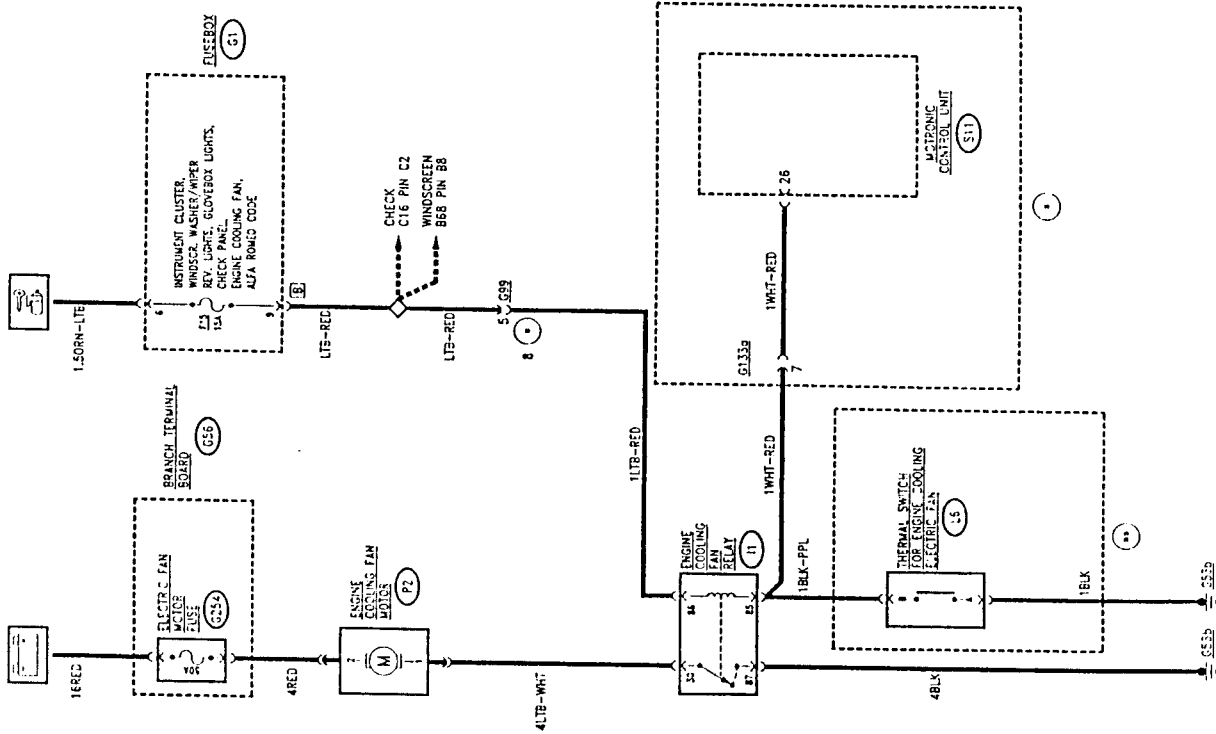 1.5ORN-LTB
FUSEBOX
G1
6
INSTRUMENT CLUSTER,
WINDSCR. WASHER/WIPER
REV. LIGHTS, GLOVEBOX LIGHTS,
CHECK PANEL
ENGINE COOLING FAN,
ALFA ROMEO CODE
15A
9
B
LTB-RED
CHECK
C16 PIN C2
WINDSCREEN
B68 PIN B8
LTB-RED
5
G99
8
16RED
BRANCH TERMINAL
BOARD
G56
ELECTRIC FAN
MOTOR
FUSE
G254
4RED
ENGINE
COOLING FAN
MOTOR
P2
2
M
1
4LTB-WHT
1LTB-RED
ENGINE
COOLING
FAN
RELAY
I1
30
86
87
85
1WHT-RED
G133a
7
1WHT-RED
26
MOTRONIC
CONTROL UNIT
S11
1BLK-PPL
THERMAL SWITCH
FOR ENGINE COOLING
ELECTRIC FAN
L5
B
A
**
1BLK
4BLK
G53b
G53b